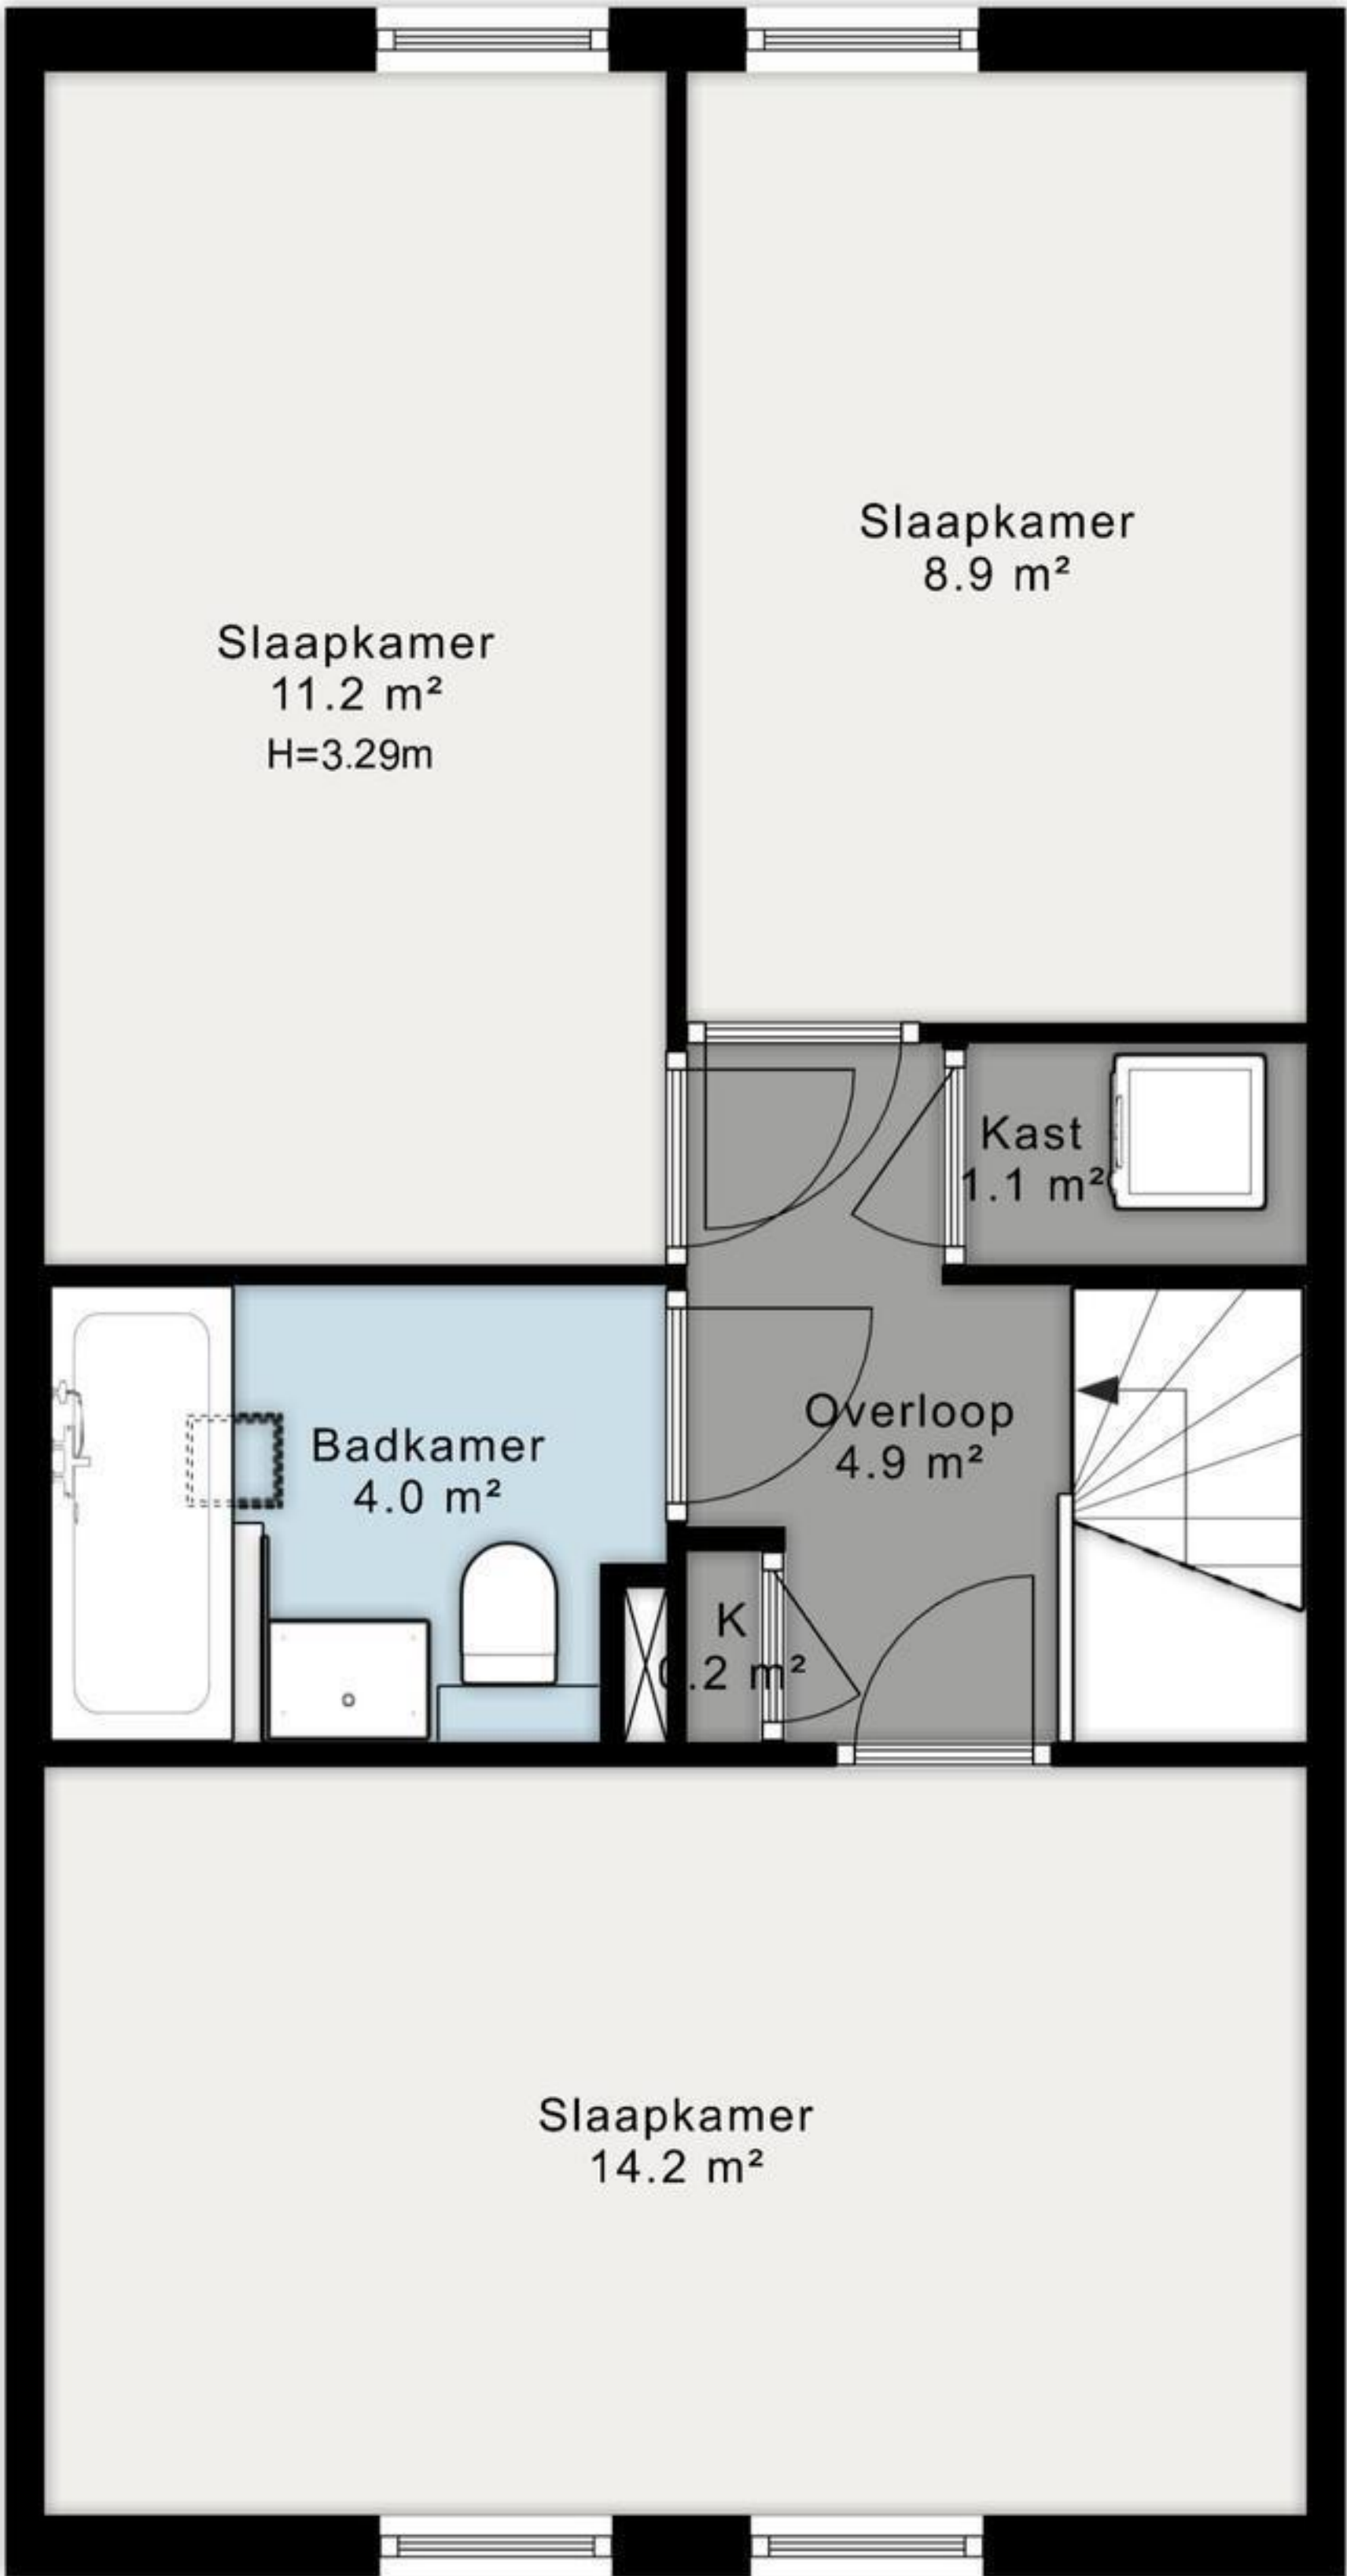 Slaapkamer
8.9 m²
Slaapkamer
11.2 m²
H=3.29m
Kast
1.1 m²
Overloop
4.9 m²
Badkamer
4.0 m²
K
0.2 m²
Slaapkamer
14.2 m²